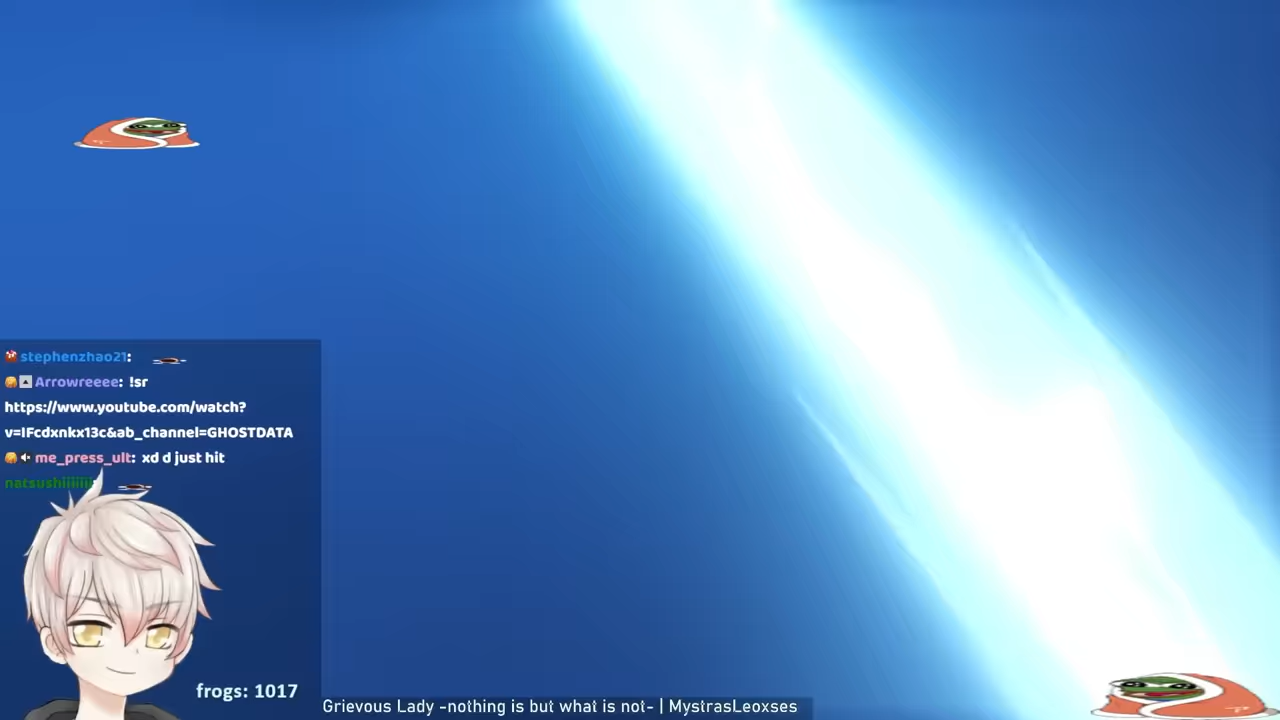 stephenzhao21:
Arrowreeee: !sr
https://www.youtube.com/watch?
v=IFcdxnkx13c&ab_channel=GHOSTDATA
me_press_ult: xd d just hit
natsushiiiiii:
frogs: 1017
Grievous Lady -nothing is but what is not- | MystrasLeoxses